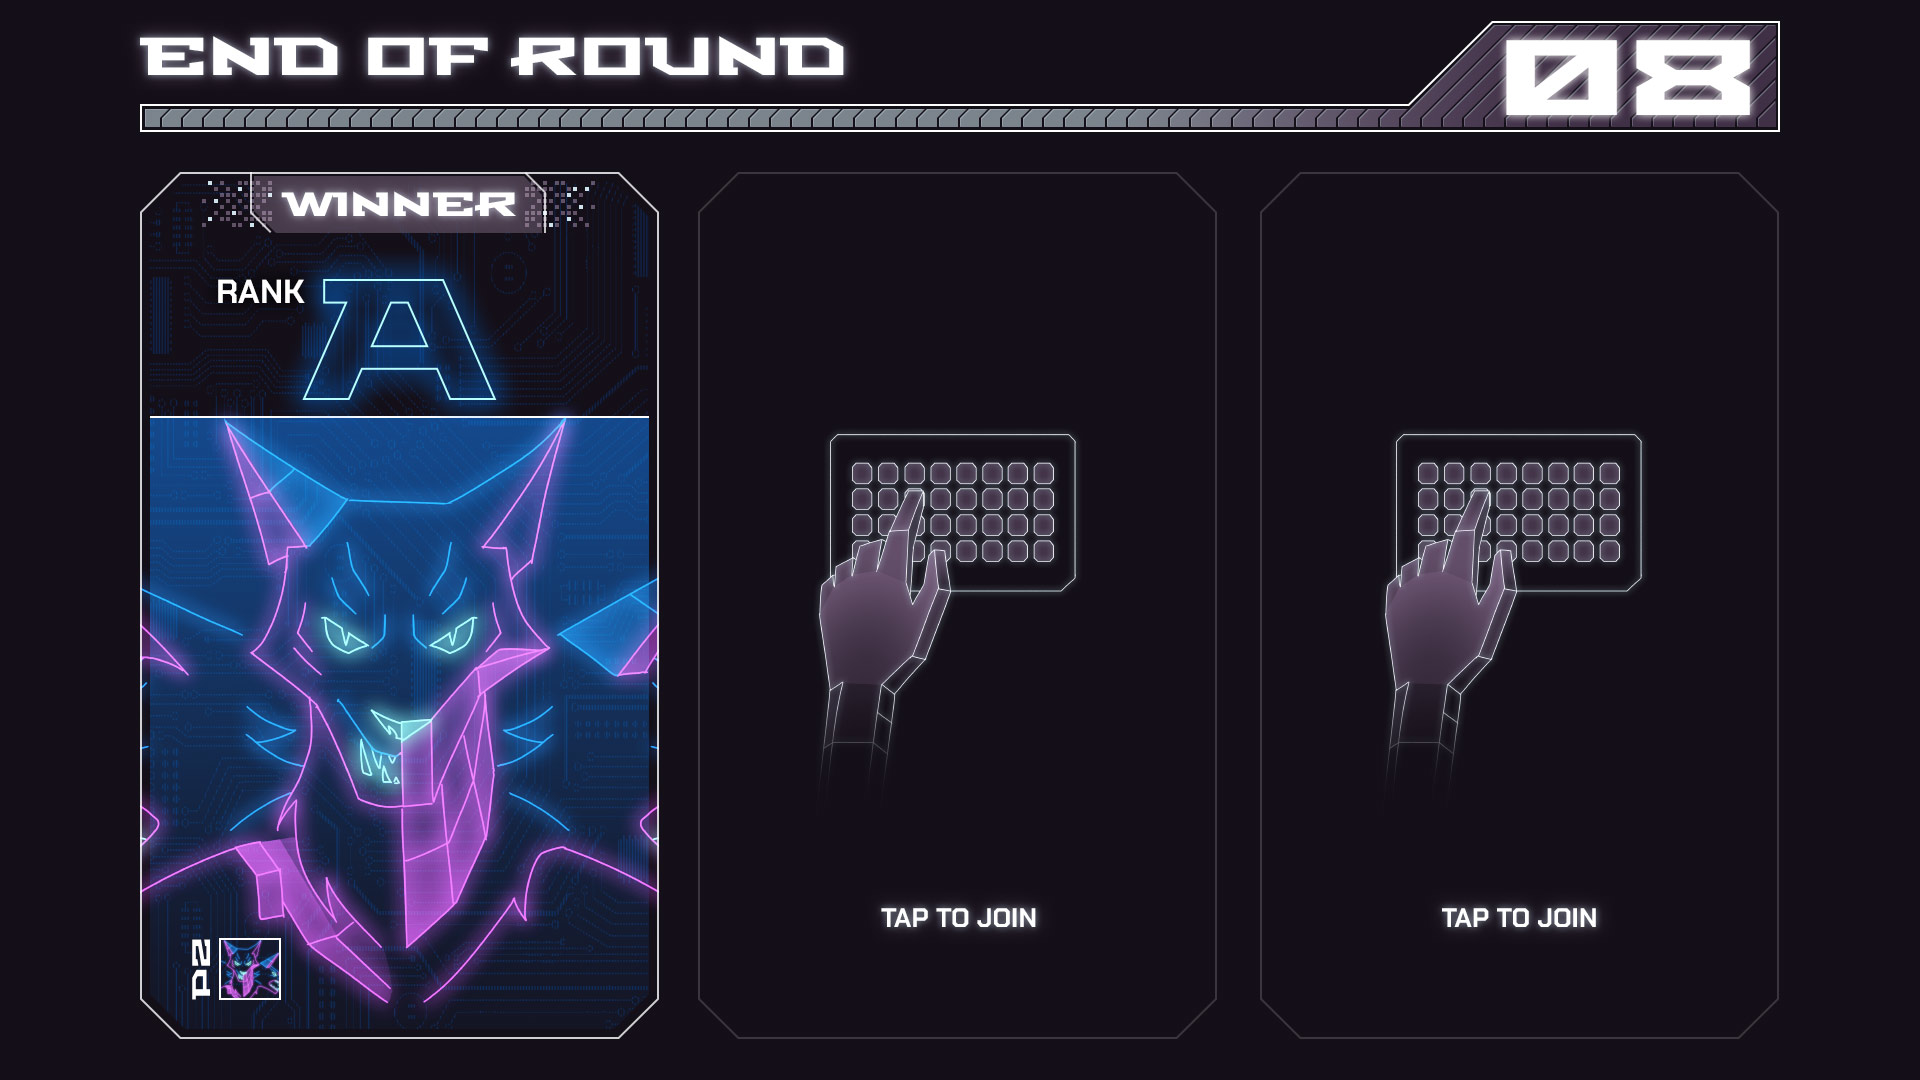 END OF ROUND
08
WINNER
RANK A
P2
TAP TO JOIN
TAP TO JOIN